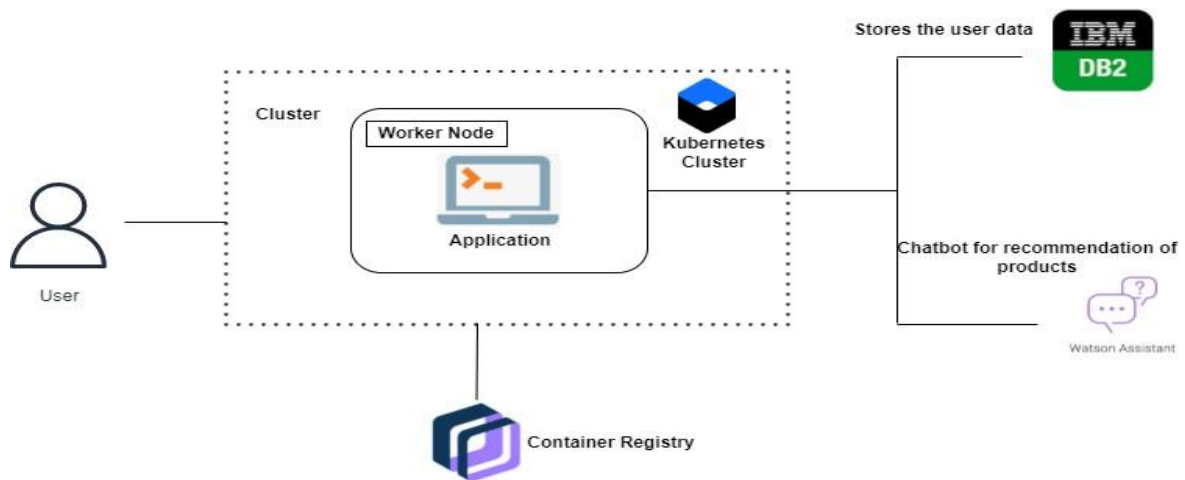 Stores the user data
IBM
DB2
Cluster
Worker Node
Kubernetes
Cluster
Application
User
Chatbot for recommendation of
products
?
Watson Assistant
Container Registry